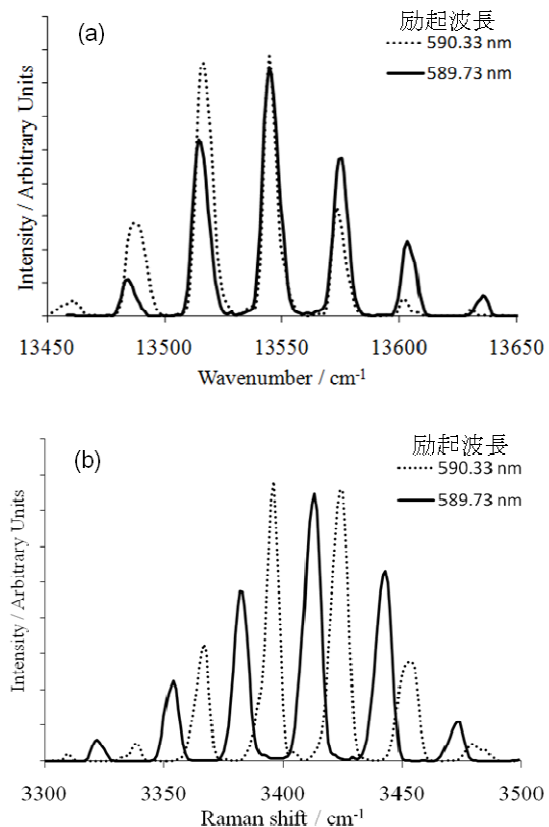 (a)
励起波長
590.33 nm
589.73 nm
Intensity / Arbitrary Units
13450 13500 13550 13600 13650
Wavenumber / cm-1
(b)
励起波長
590.33 nm
589.73 nm
Intensity / Arbitrary Units
3300 3350 3400 3450 3500
Raman shift / cm-1